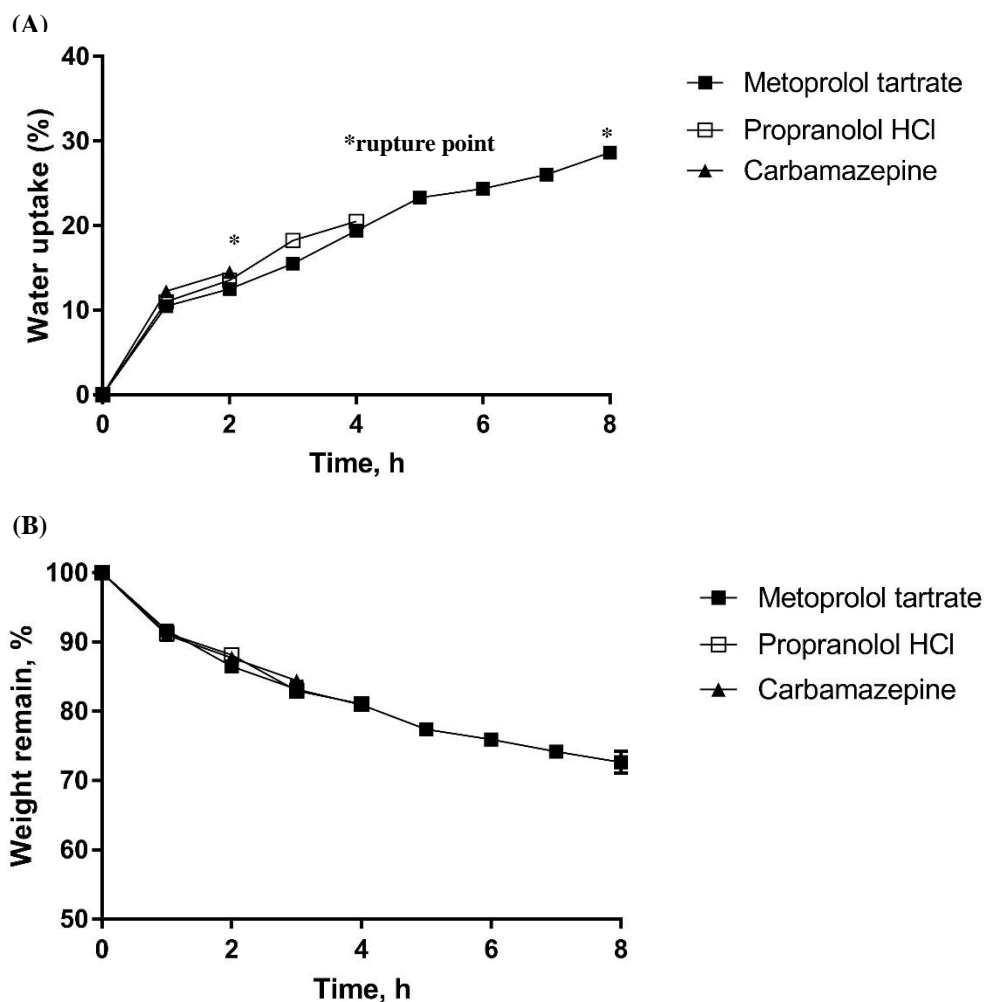 (A)
40
30
20
10
0
Water uptake (%)
*rupture point
*
*
0 2 4 6 8
Time, h
Metoprolol tartrate
Propranolol HCl
Carbamazepine
(B)
100
90
80
70
60
50
Weight remain, %
0 2 4 6 8
Time, h
Metoprolol tartrate
Propranolol HCl
Carbamazepine